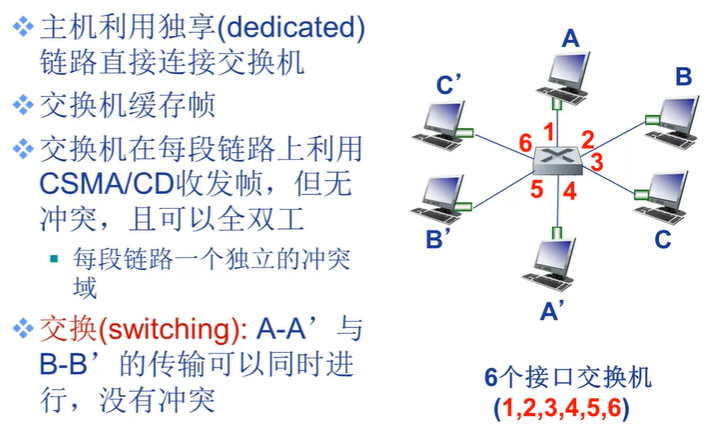 主机利用独享(dedicated)
链路直接连接交换机
交换机缓存帧
交换机在每段链路上利用
CSMA/CD收发帧，但无
冲突，且可以全双工
每段链路一个独立的冲突
域
交换(switching): A-A’与
B-B’的传输可以同时进
行，没有冲突
A
B
C’
1
6
2
3
5
4
B’
C
A’
6个接口交换机
(1,2,3,4,5,6)